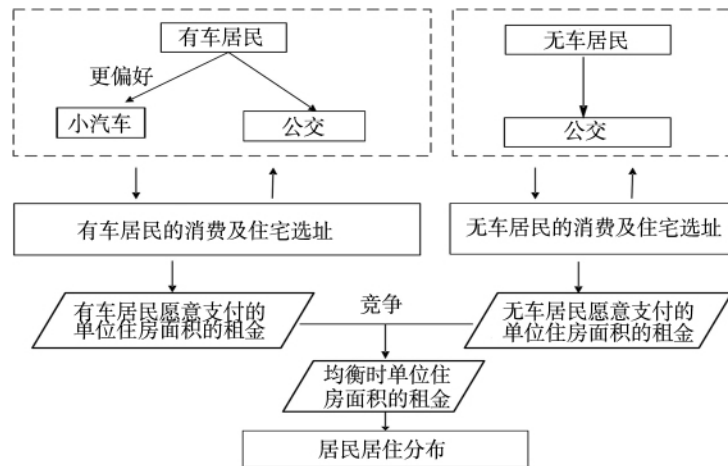 有车居民
无车居民
更偏好
小汽车
公交
公交
有车居民的消费及住宅选址
无车居民的消费及住宅选址
有车居民愿意支付的
单位住房面积的租金
竞争
无车居民愿意支付的
单位住房面积的租金
均衡时单位住
房面积的租金
居民居住分布